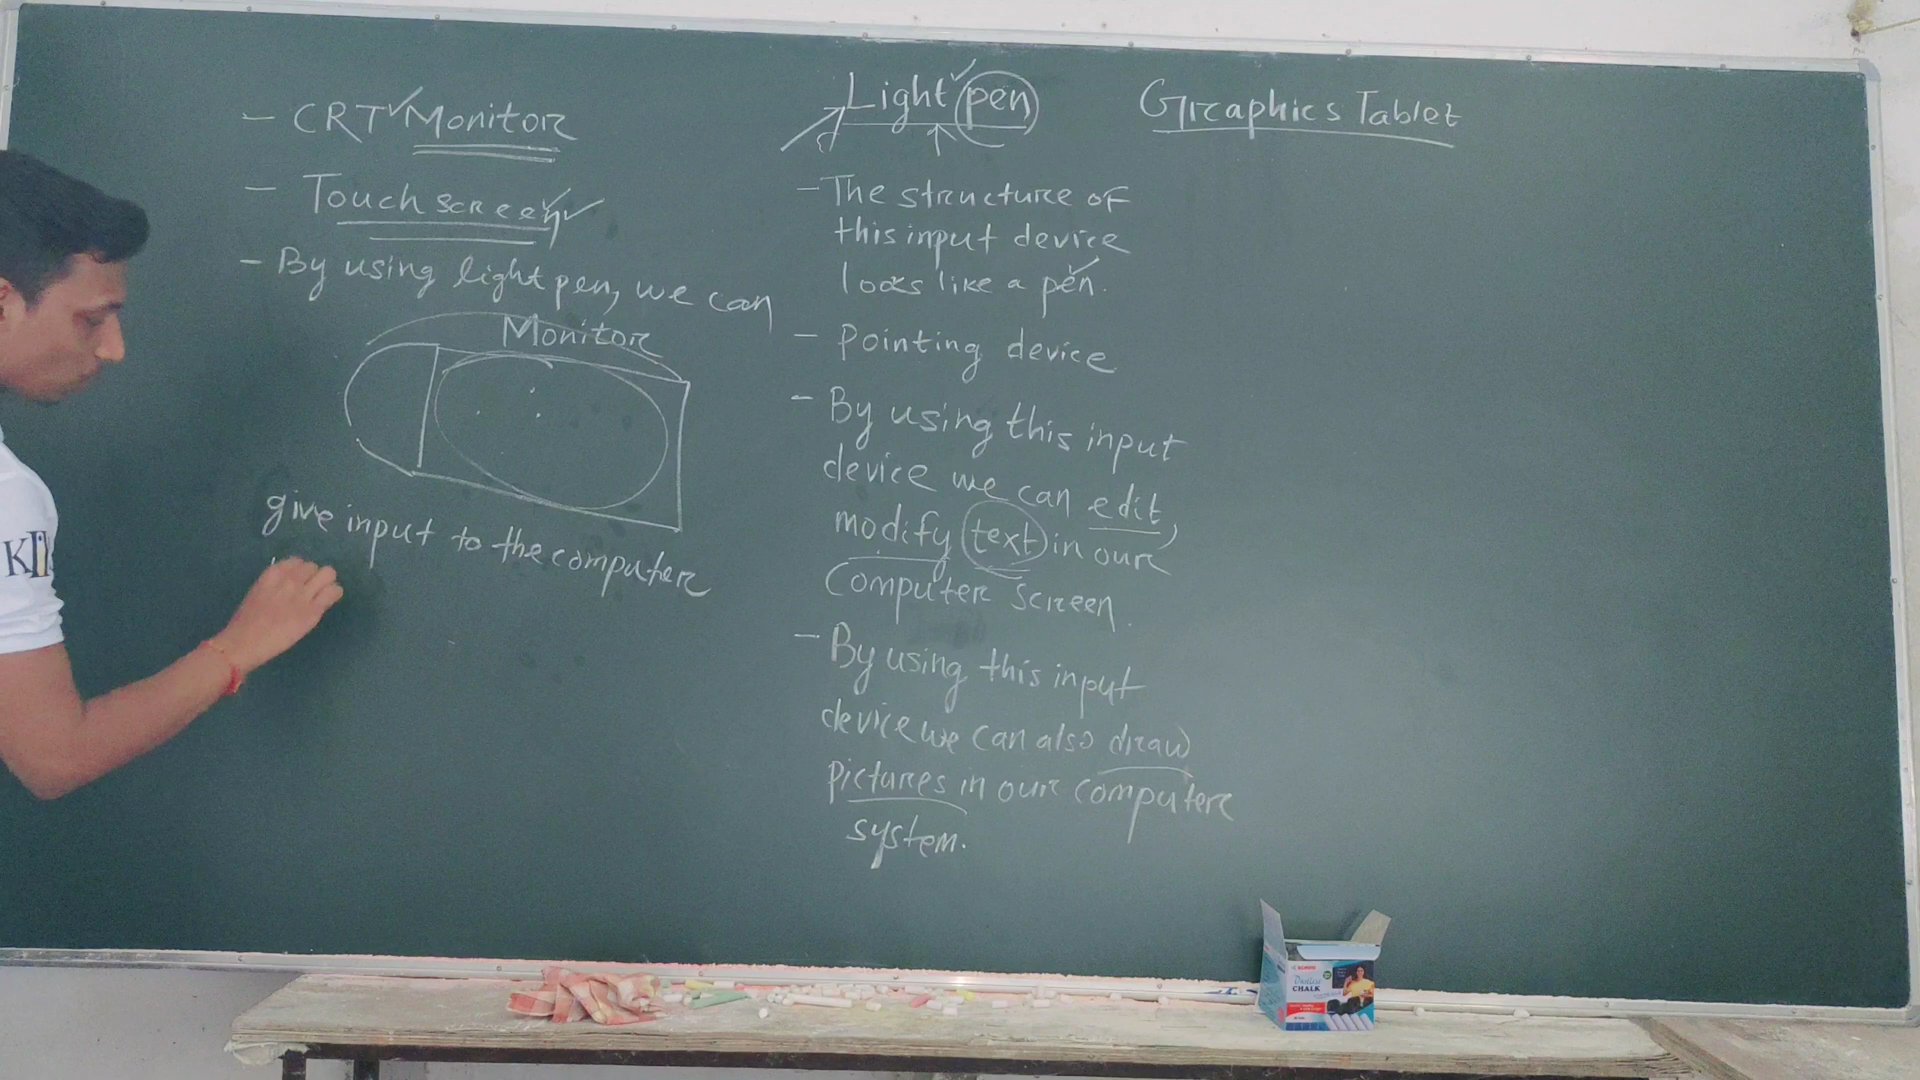 - CRT Monitor
- Touch screen
- By using light pen, we can
Monitor
give input to the computer
Light pen
- The structure of
this input device
looks like a pen.
- Pointing device
- By using this input
device we can edit,
modify text in our
Computer screen.
- By using this input
device we can also draw
pictures in our computer
system.
Graphics Tablet
Dustless
CHALK